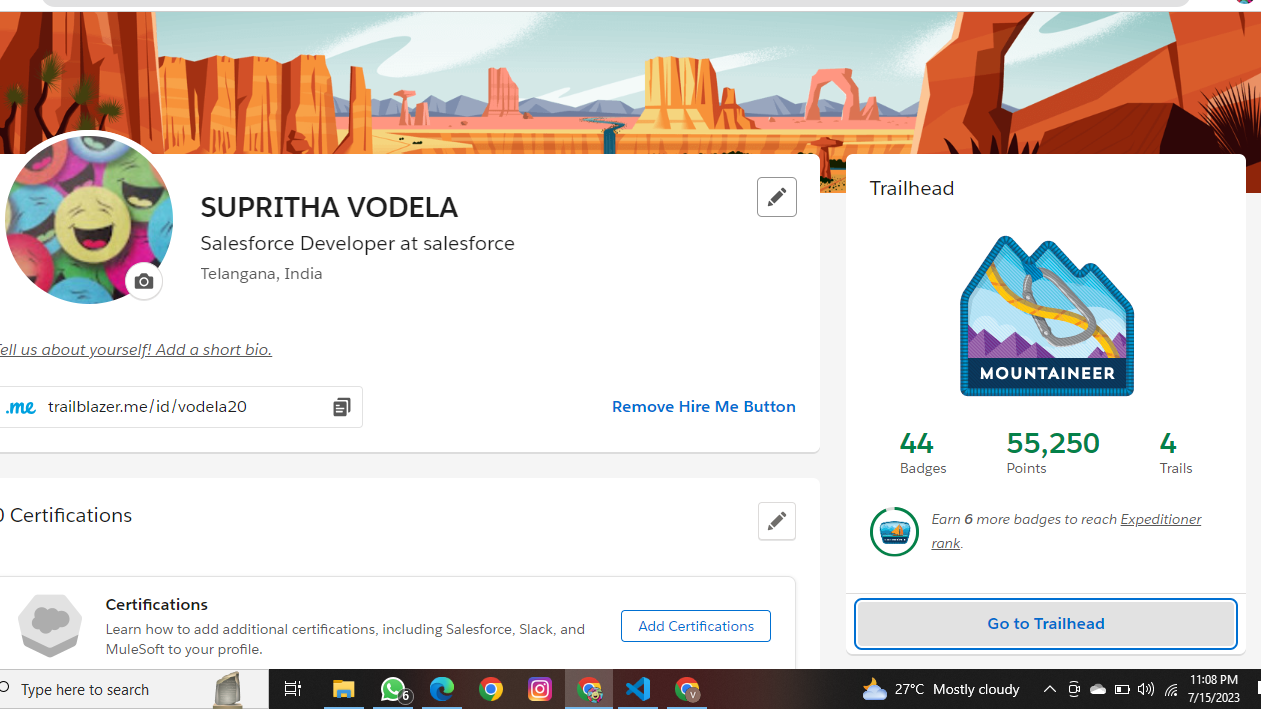 SUPRITHA VODELA
Salesforce Developer at salesforce
Telangana, India
Tell us about yourself! Add a short bio.
.me trailblazer.me/id/vodela20
Remove Hire Me Button
0 Certifications
Certifications
Learn how to add additional certifications, including Salesforce, Slack, and
MuleSoft to your profile.
Add Certifications
Trailhead
MOUNTAINEER
44 55,250 4
Badges Points Trails
Earn 6 more badges to reach Expeditioner
rank.
Go to Trailhead
Type here to search
6
V
27°C Mostly cloudy
11:08 PM
7/15/2023